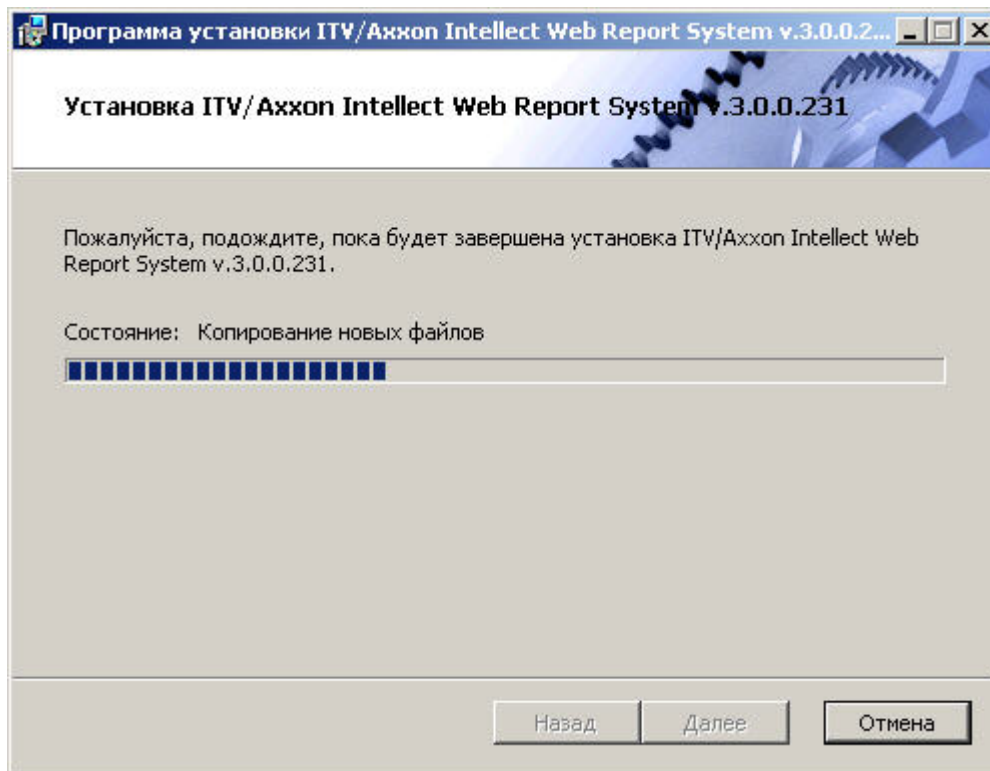 Программа установки ITV/Axxon Intellect Web Report System v.3.0.0.2...
Установка ITV/Axxon Intellect Web Report System v.3.0.0.231
Пожалуйста, подождите, пока будет завершена установка ITV/Axxon Intellect Web
Report System v.3.0.0.231.
Состояние: Копирование новых файлов
Назад Далее Отмена